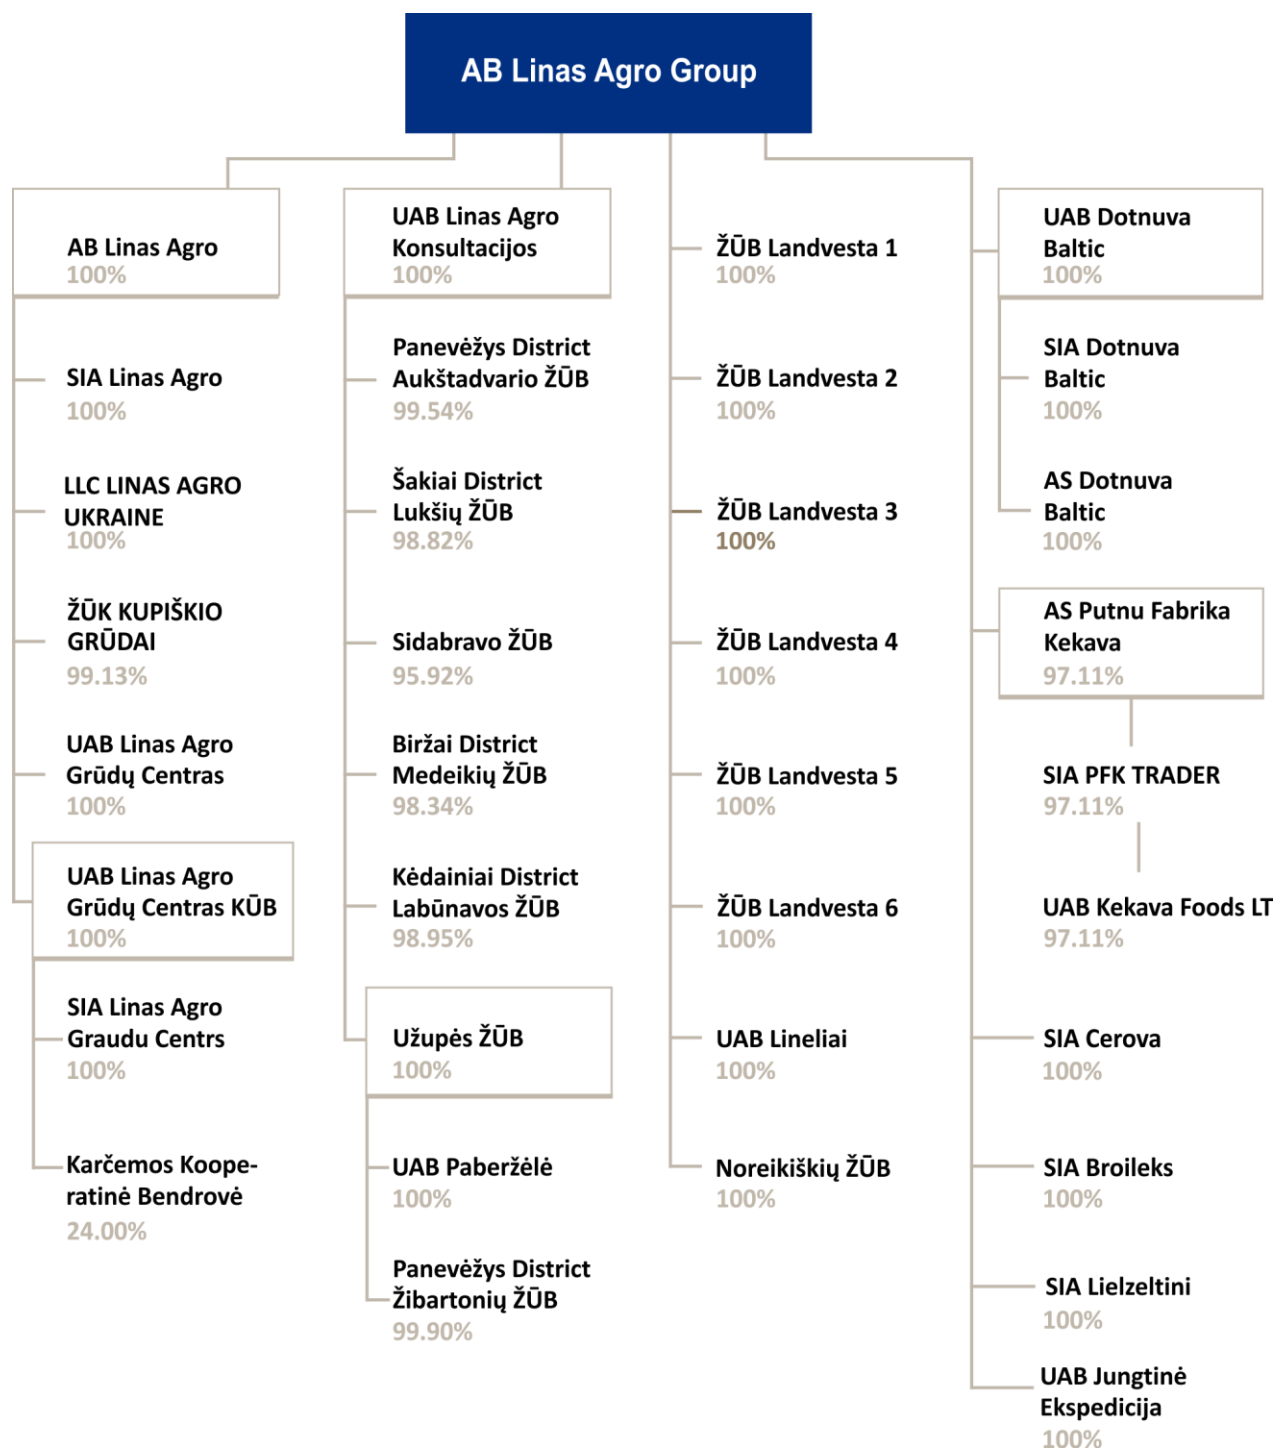 AB Linas Agro Group
AB Linas Agro
100%
SIA Linas Agro
100%
LLC LINAS AGRO
UKRAINE
100%
ŽŪK KUPIŠKIO
GRŪDAI
99.13%
UAB Linas Agro
Grūdų Centras
100%
UAB Linas Agro
Grūdų Centras KŪB
100%
SIA Linas Agro
Graudu Centrs
100%
Karčemos Koope-
ratinė Bendrovė
24.00%
UAB Linas Agro
Konsultacijos
100%
Panevėžys District
Aukštadvario ŽŪB
99.54%
Šakiai District
Lukšių ŽŪB
98.82%
Sidabravo ŽŪB
95.92%
Biržai District
Medeikių ŽŪB
98.34%
Kėdainiai District
Labūnavos ŽŪB
98.95%
Užupės ŽŪB
100%
UAB Paberžėlė
100%
Panevėžys District
Žibartonių ŽŪB
99.90%
ŽŪB Landvesta 1
100%
ŽŪB Landvesta 2
100%
ŽŪB Landvesta 3
100%
ŽŪB Landvesta 4
100%
ŽŪB Landvesta 5
100%
ŽŪB Landvesta 6
100%
UAB Lineliai
100%
Noreikiškių ŽŪB
100%
UAB Dotnuva
Baltic
100%
SIA Dotnuva
Baltic
100%
AS Dotnuva
Baltic
100%
AS Putnu Fabrika
Kekava
97.11%
SIA PFK TRADER
97.11%
UAB Kekava Foods LT
97.11%
SIA Cerova
100%
SIA Broileks
100%
SIA Lielzeltini
100%
UAB Jungtinė
Ekspedicija
100%